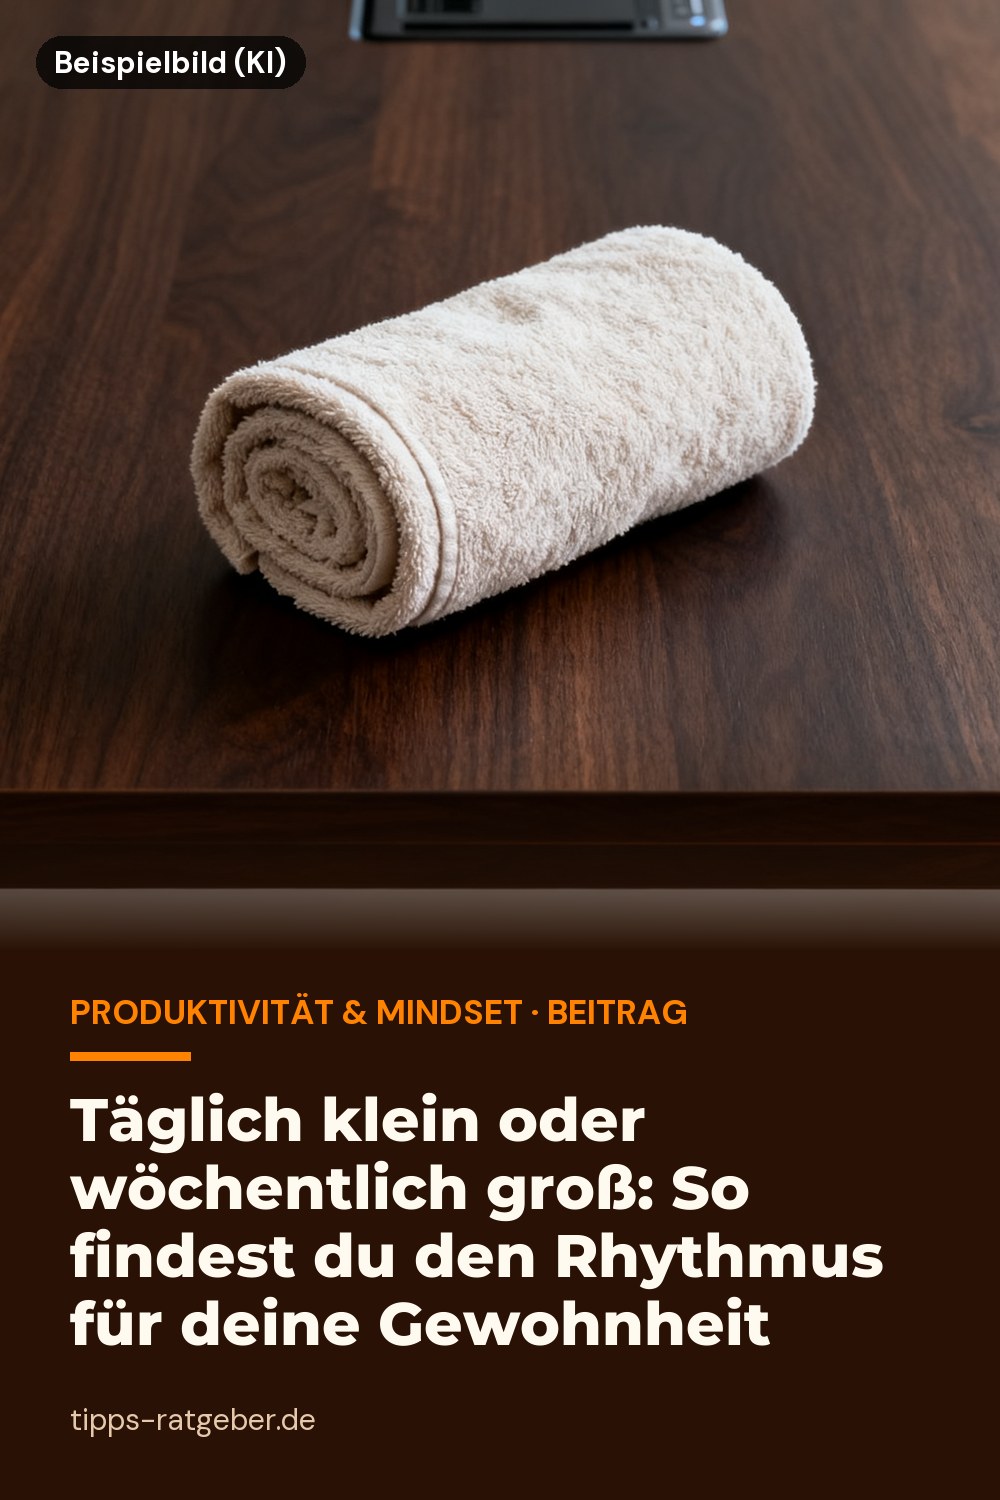 Beispielbild (KI)
PRODUKTIVITÄT & MINDSET · BEITRAG
Täglich klein oder
wöchentlich groß: So
findest du den Rhythmus
für deine Gewohnheit
tipps-ratgeber.de